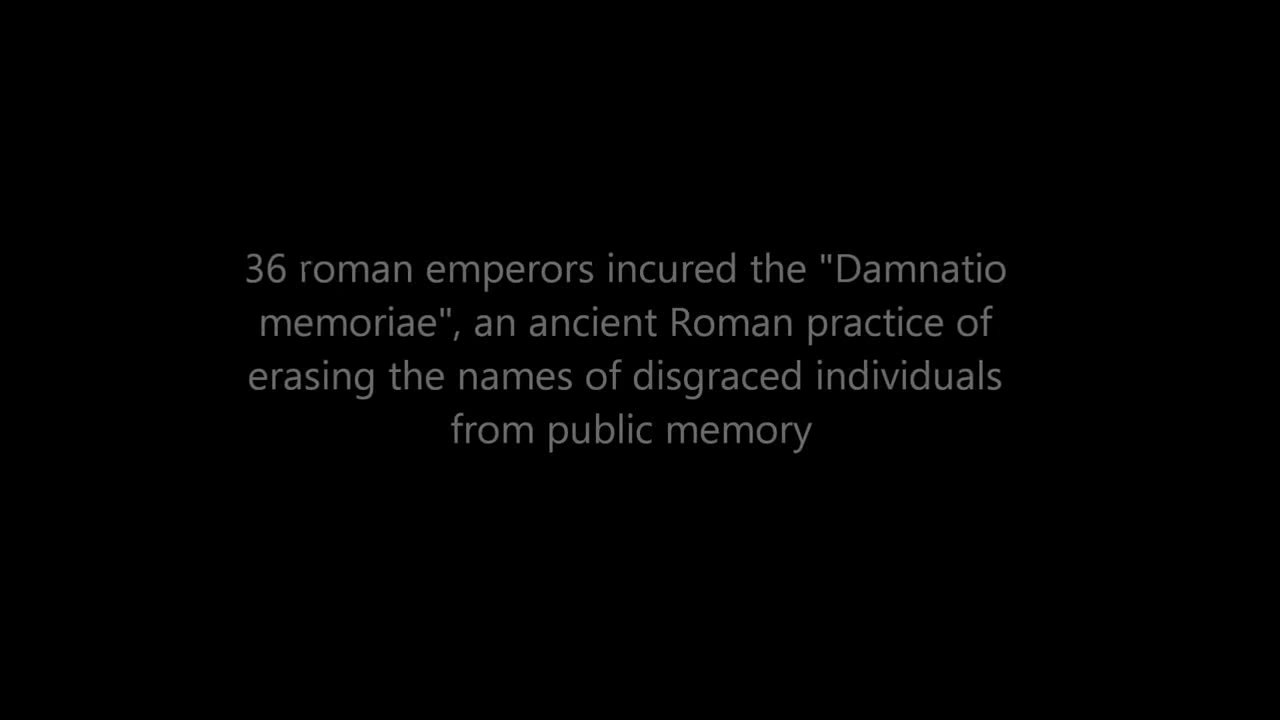 36 roman emperors incured the "Damnatio
memoriae", an ancient Roman practice of
erasing the names of disgraced individuals
from public memory